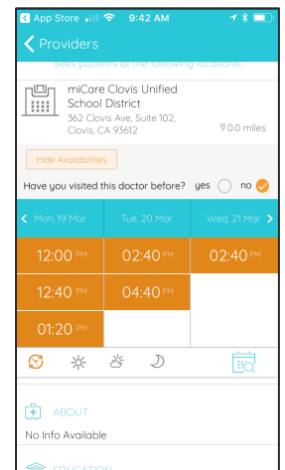 App Store 9:42 AM
Providers
Sees patients at the following locations:
miCare Clovis Unified
School District
362 Clovis Ave, Suite 102,
Clovis, CA 93612
0.0 miles
Hide Availabilities
Have you visited this doctor before? yes no
Mon, 19 Mar Tue, 20 Mar Wed, 21 Mar
12:00 PM 02:40 PM 02:40 PM
12:40 PM 04:40 PM
01:20 PM
ABOUT
No Info Available
EDUCATION